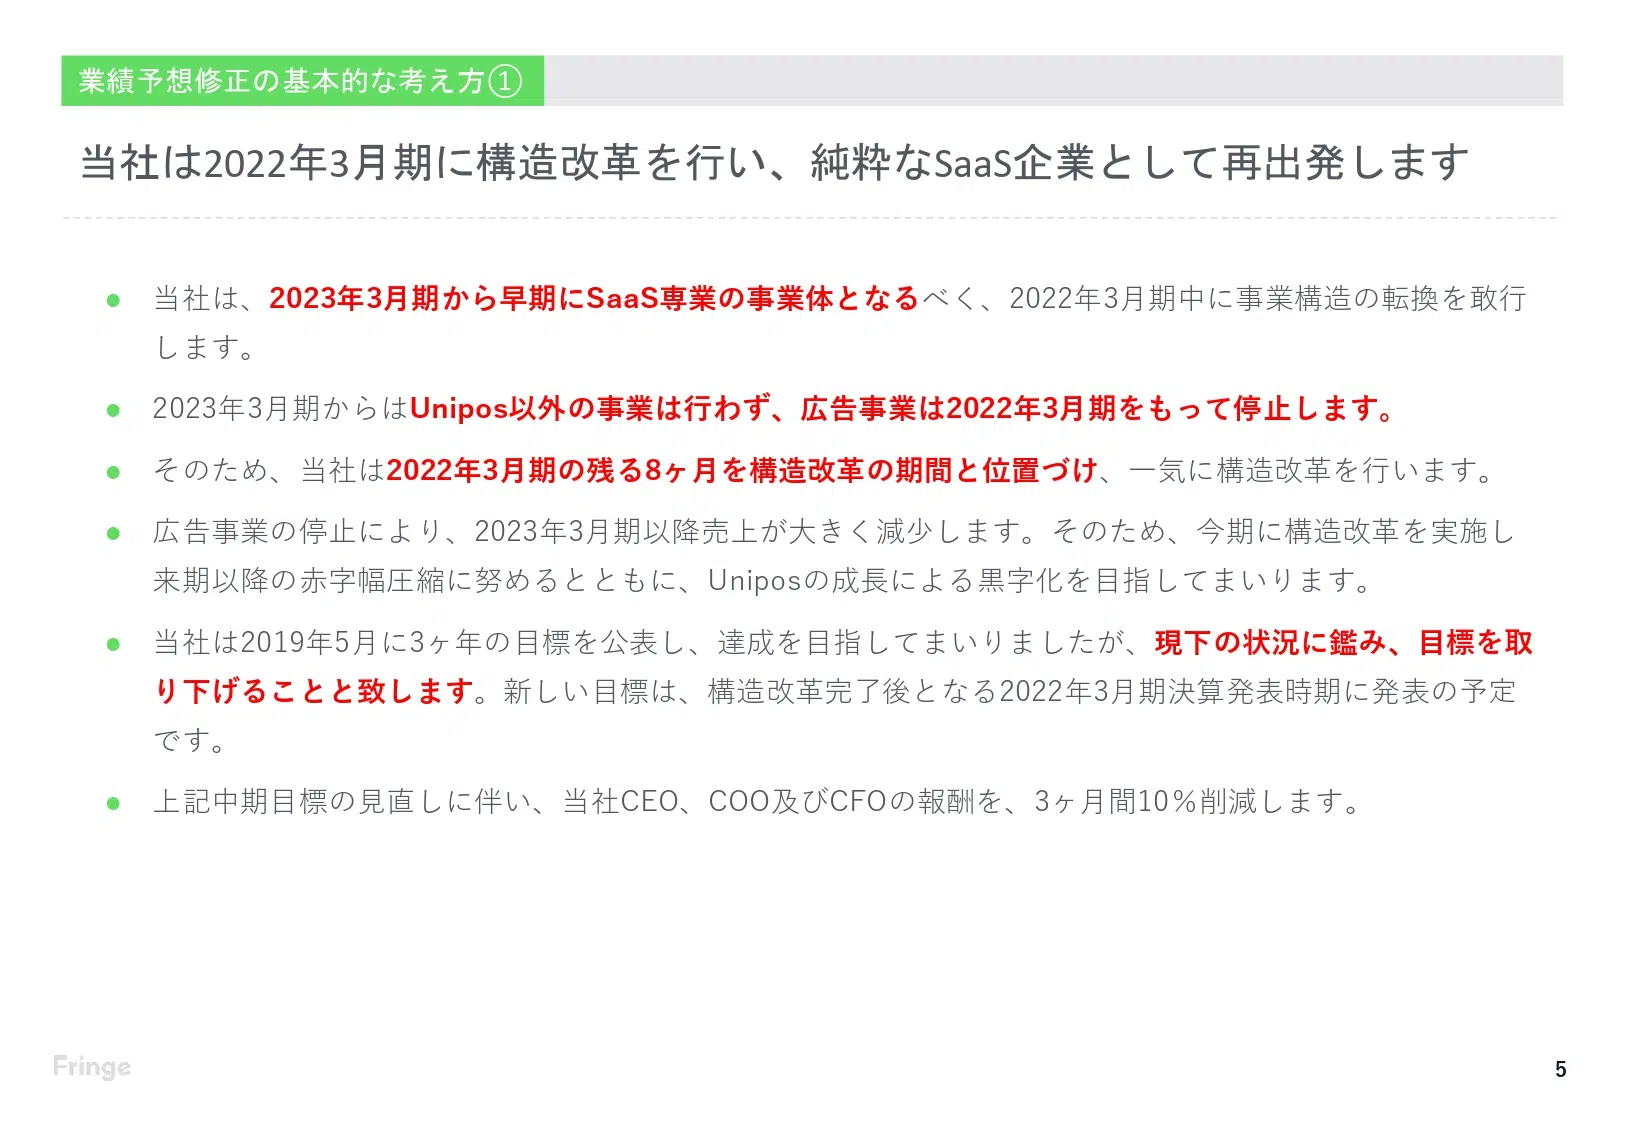 業績予想修正の基本的な考え方①
当社は2022年3月期に構造改革を行い、純粋なSaaS企業として再出発します
● 当社は、2023年3月期から早期にSaaS専業の事業体となるべく、2022年3月期中に事業構造の転換を敢行
します。
● 2023年3月期からはUnipos以外の事業は行わず、広告事業は2022年3月期をもって停止します。
● そのため、当社は2022年3月期の残る8ヶ月を構造改革の期間と位置づけ、一気に構造改革を行います。
● 広告事業の停止により、2023年3月期以降売上が大きく減少します。そのため、今期に構造改革を実施し
来期以降の赤字幅圧縮に努めるとともに、Uniposの成長による黒字化を目指してまいります。
● 当社は2019年5月に3ヶ年の目標を公表し、達成を目指してまいりましたが、現下の状況に鑑み、目標を取
り下げることと致します。新しい目標は、構造改革完了後となる2022年3月期決算発表時期に発表の予定
です。
● 上記中期目標の見直しに伴い、当社CEO、COO及びCFOの報酬を、3ヶ月間10％削減します。
Fringe
5